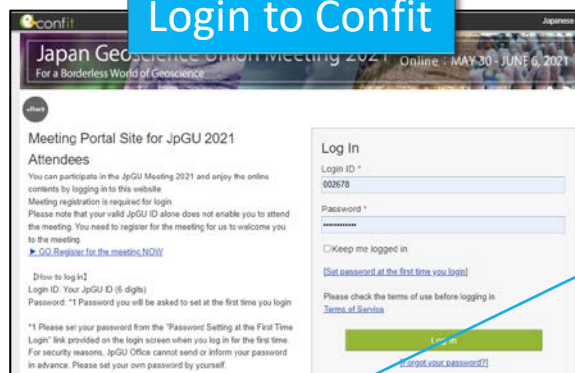 Login to Confit
confit
Japanese
Japan Geoscience Union Meeting 2021
Online : MAY 30 - JUNE 6, 2021
For a Borderless World of Geoscience
«Back
Meeting Portal Site for JpGU 2021
Attendees
You can participate in the JpGU Meeting 2021 and enjoy the online
contents by logging in to this website.
Meeting registration is required for login.
Please note that your valid JpGU ID alone does not enable you to attend
the meeting. You need to register for the meeting for us to welcome you
to the meeting.
▶ GO Register for the meeting NOW
【How to log in】
Login ID: Your JpGU ID (6 digits)
Password: *1 Password you will be asked to set at the first time you login
*1 Please set your password from the "Password Setting at the First Time
Login" link provided on the login screen when you log in for the first time.
For security reasons, JpGU Office cannot send or inform your password
in advance. Please set your own password by yourself.
Log In
Login ID *
002678
Password *
••••••••••••
Keep me logged in
[Set password at the first time you login]
Please check the terms of use before logging in.
Terms of Service
Log in
[Forgot your password?]